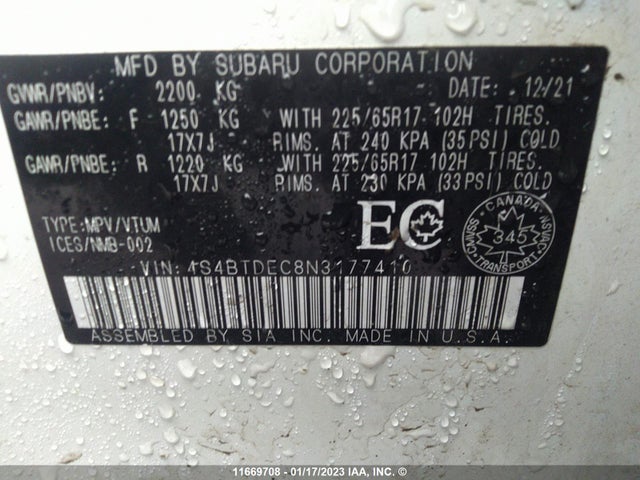 MFD BY SUBARU CORPORATION
GVWR/PNBV: 2200 KG DATE: 12/21
GAWR/PNBE: F 1250 KG WITH 225/65R17 102H TIRES.
17X7J RIMS. AT 240 KPA (35PSI) COLD
GAWR/PNBE: R 1220 KG WITH 225/65R17 102H TIRES.
17X7J RIMS. AT 230 KPA (33PSI) COLD
TYPE:MPV/VTUM
ICES/NMB-002
EC
CANADA
CMVSS 345 NSVAC
VIN: 4S4BTDEC8N3177410
ASSEMBLED BY SIA INC. MADE IN U.S.A.
11669708 - 01/17/2023 IAA, INC. ©